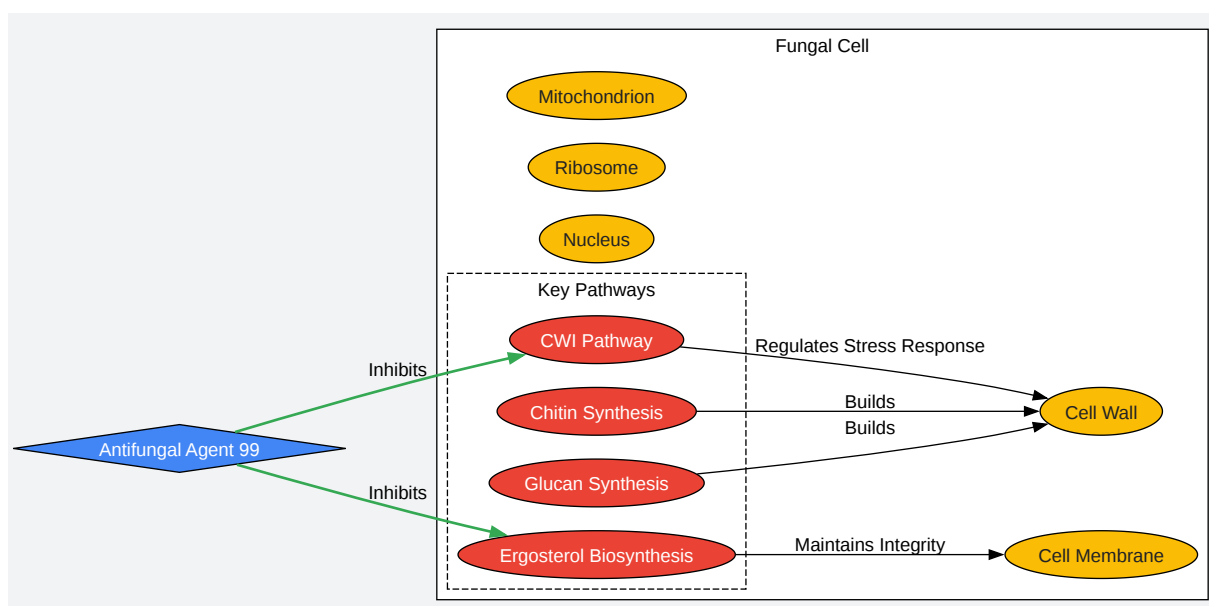 Fungal Cell
Mitochondrion
Ribosome
Nucleus
Key Pathways
CWI Pathway
Regulates Stress Response
Inhibits
Chitin Synthesis
Builds
Cell Wall
Builds
Antifungal Agent 99
Glucan Synthesis
Inhibits
Ergosterol Biosynthesis
Maintains Integrity
Cell Membrane